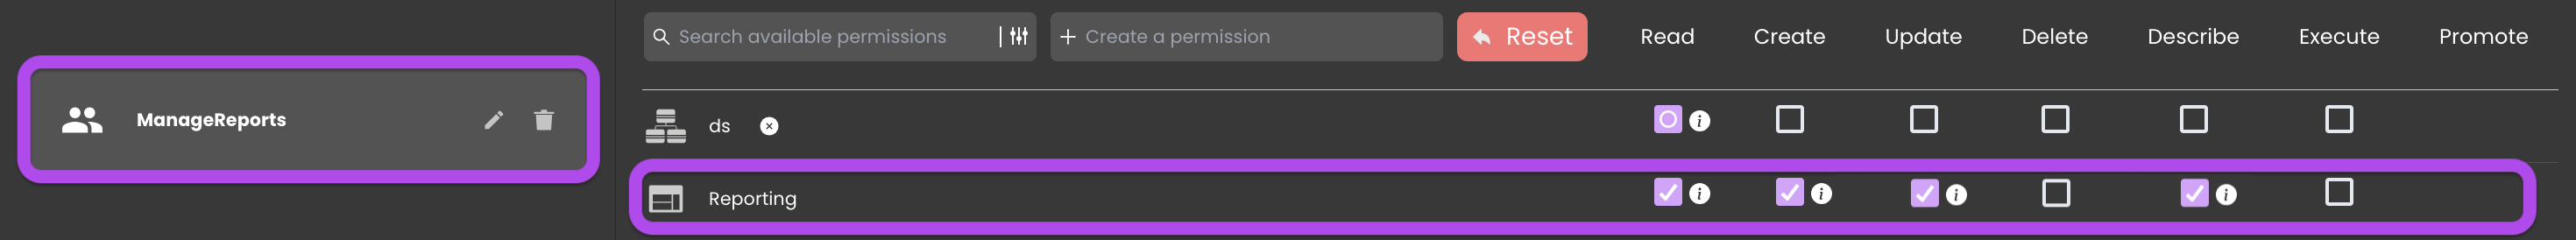 Search available permissions
Create a permission
Reset
Read
Create
Update
Delete
Describe
Execute
Promote
ManageReports
ds
Reporting